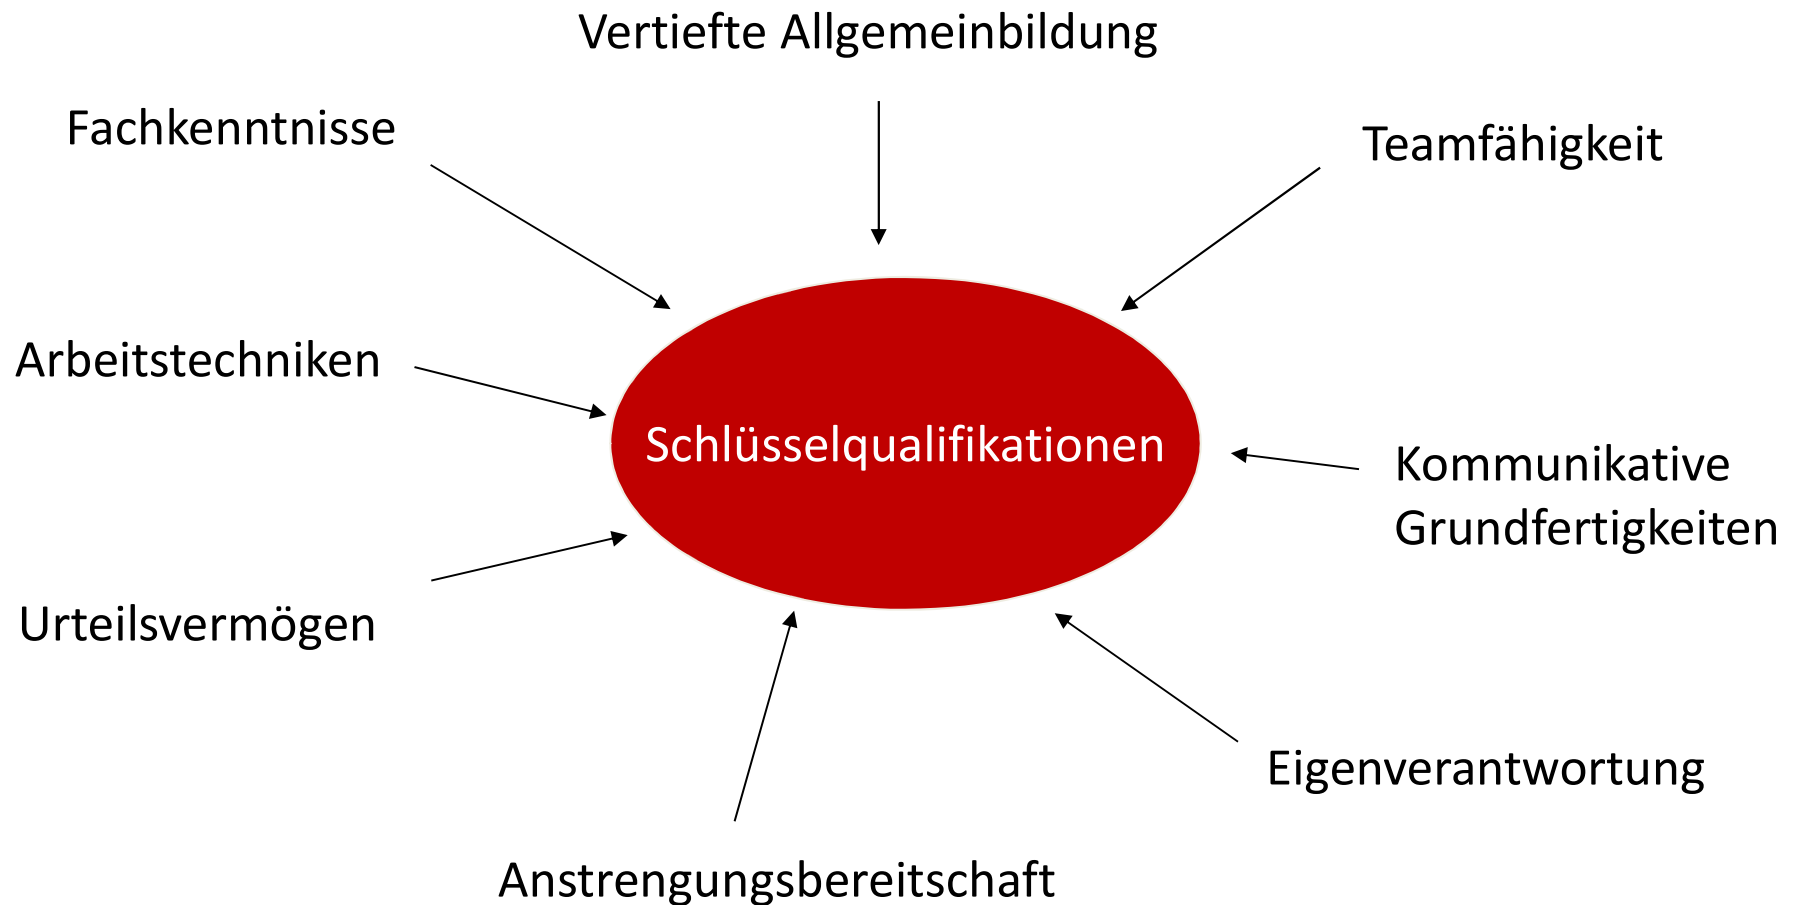 Vertiefte Allgemeinbildung
Fachkenntnisse
Teamfähigkeit
Arbeitstechniken
Schlüsselqualifikationen
Kommunikative
Grundfertigkeiten
Urteilsvermögen
Eigenverantwortung
Anstrengungsbereitschaft